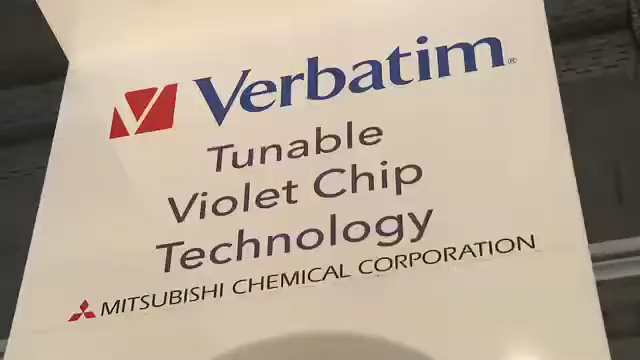 Verbatim®
Tunable
Violet Chip
Technology
MITSUBISHI CHEMICAL CORPORATION